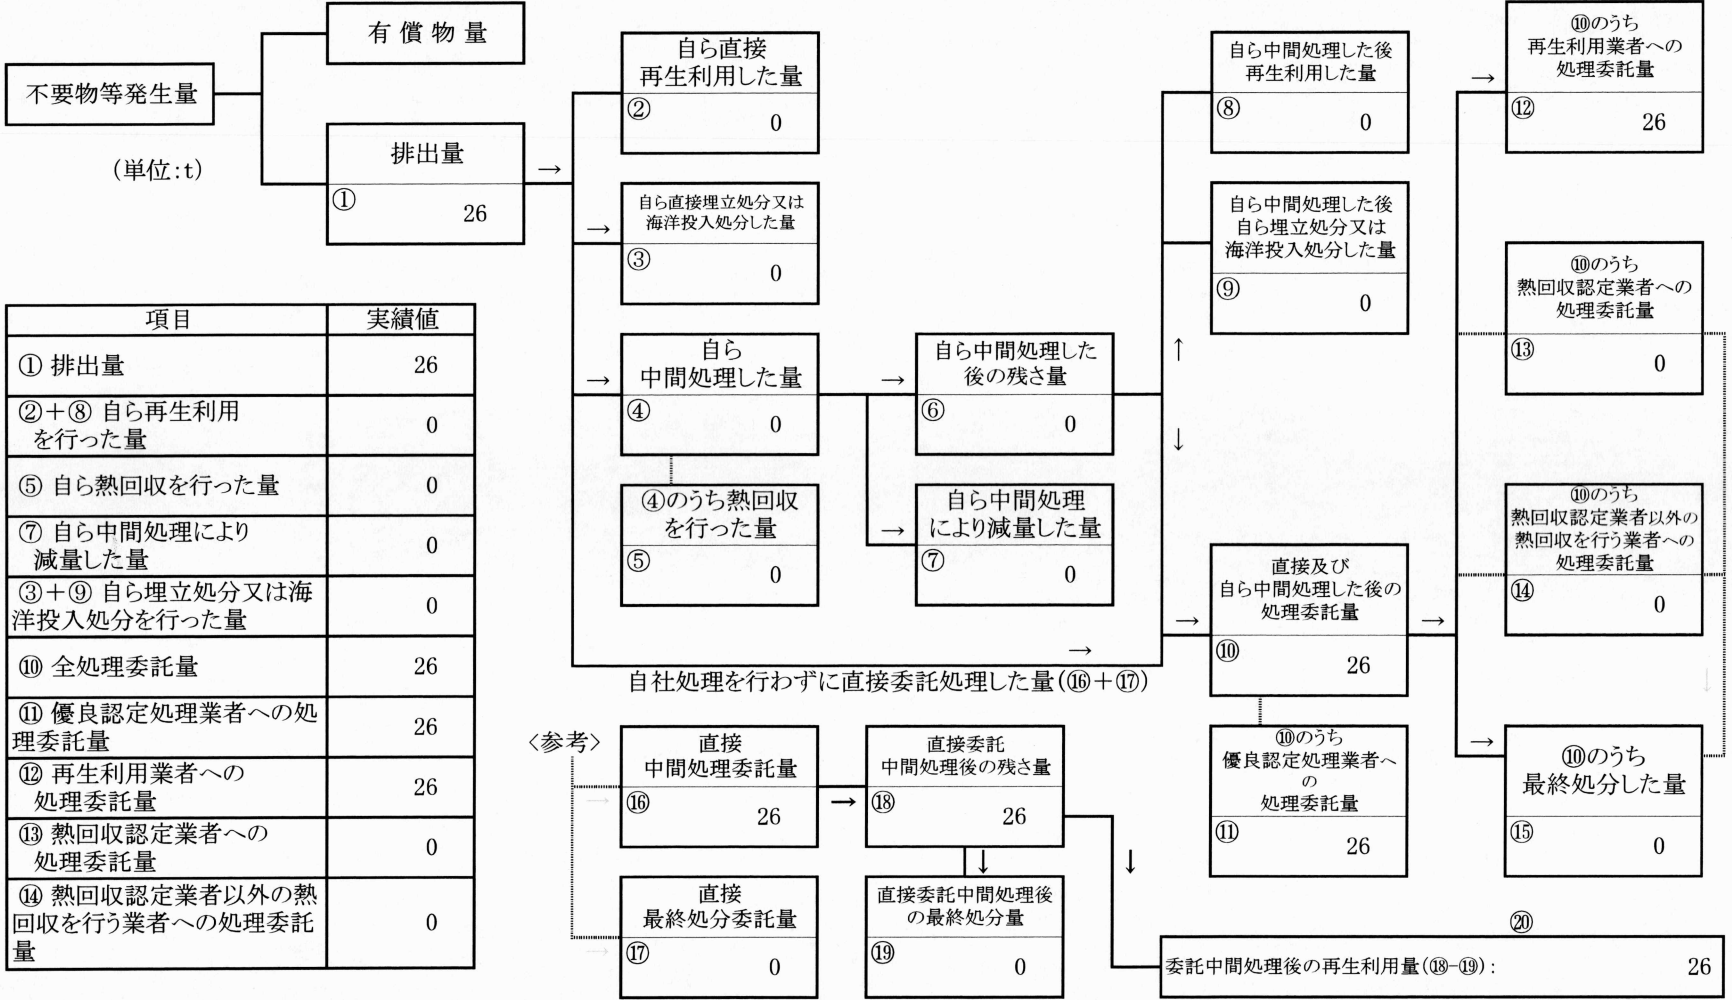 有 償 物 量
不要物等発生量
(単位:t)
排出量
①
26
→
自ら直接
再生利用した量
②
0
→
自ら直接埋立処分又は
海洋投入処分した量
③
0
→
自ら
中間処理した量
④
0
④のうち熱回収
を行った量
⑤
0
→
自ら中間処理した
後の残さ量
⑥
0
→
自ら中間処理
により減量した量
⑦
0
自ら中間処理した後
再生利用した量
⑧
0
自ら中間処理した後
自ら埋立処分又は
海洋投入処分した量
⑨
0
↑
↓
→
自社処理を行わずに直接委託処理した量(⑯+⑰)
→
直接及び
自ら中間処理した後の
処理委託量
⑩
26
→
⑩のうち
優良認定処理業者へ
の
処理委託量
⑪
26
→
⑩のうち
再生利用業者への
処理委託量
⑫
26
⑩のうち
熱回収認定業者への
処理委託量
⑬
0
⑩のうち
熱回収認定業者以外の
熱回収を行う業者への
処理委託量
⑭
0
↓
→
⑩のうち
最終処分した量
⑮
0
項目 実績値
① 排出量 26
②+⑧ 自ら再生利用
を行った量 0
⑤ 自ら熱回収を行った量 0
⑦ 自ら中間処理により
減量した量 0
③+⑨ 自ら埋立処分又は海
洋投入処分を行った量 0
⑩ 全処理委託量 26
⑪ 優良認定処理業者への処
理委託量 26
⑫ 再生利用業者への
処理委託量 26
⑬ 熱回収認定業者への
処理委託量 0
⑭ 熱回収認定業者以外の熱
回収を行う業者への処理委託
量 0
〈参考〉
→
直接
中間処理委託量
⑯
26
→
直接委託
中間処理後の残さ量
⑱
26
→
直接
最終処分委託量
⑰
0
↓
直接委託中間処理後
の最終処分量
⑲
0
↓
⑳
委託中間処理後の再生利用量(⑱-⑲): 26